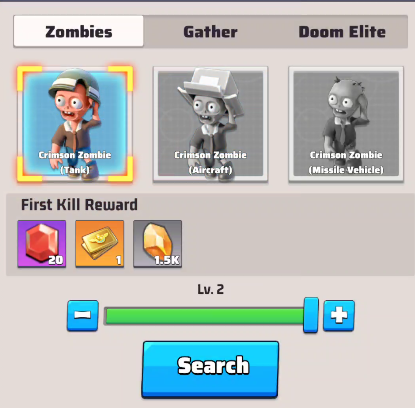 Zombies Gather Doom Elite
Crimson Zombie
(Tank)
Crimson Zombie
(Aircraft)
Crimson Zombie
(Missile Vehicle)
First Kill Reward
20 1 1.5K
Lv. 2
- +
Search